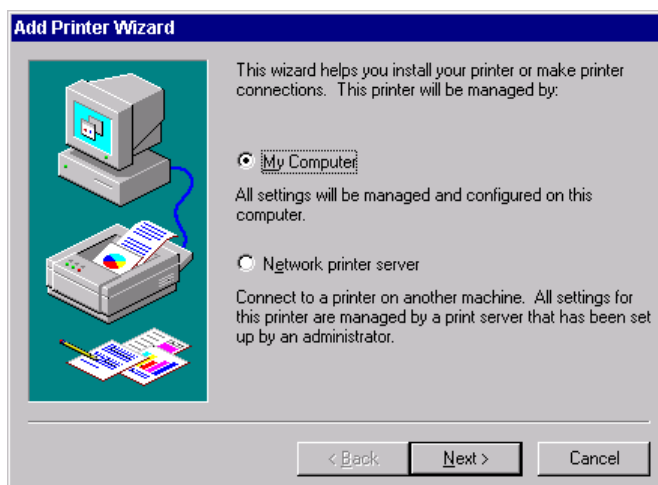 Add Printer Wizard
This wizard helps you install your printer or make printer
connections.  This printer will be managed by:
My Computer
All settings will be managed and configured on this
computer.
Network printer server
Connect to a printer on another machine.  All settings for
this printer are managed by a print server that has been set
up by an administrator.
< Back
Next >
Cancel